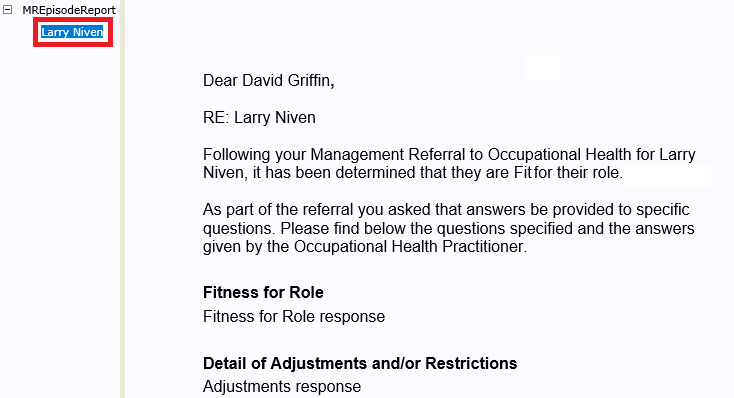 MREpisodeReport
Larry Niven
Dear David Griffin,
RE: Larry Niven
Following your Management Referral to Occupational Health for Larry
Niven, it has been determined that they are Fit for their role.
As part of the referral you asked that answers be provided to specific
questions. Please find below the questions specified and the answers
given by the Occupational Health Practitioner.
Fitness for Role
Fitness for Role response
Detail of Adjustments and/or Restrictions
Adjustments response